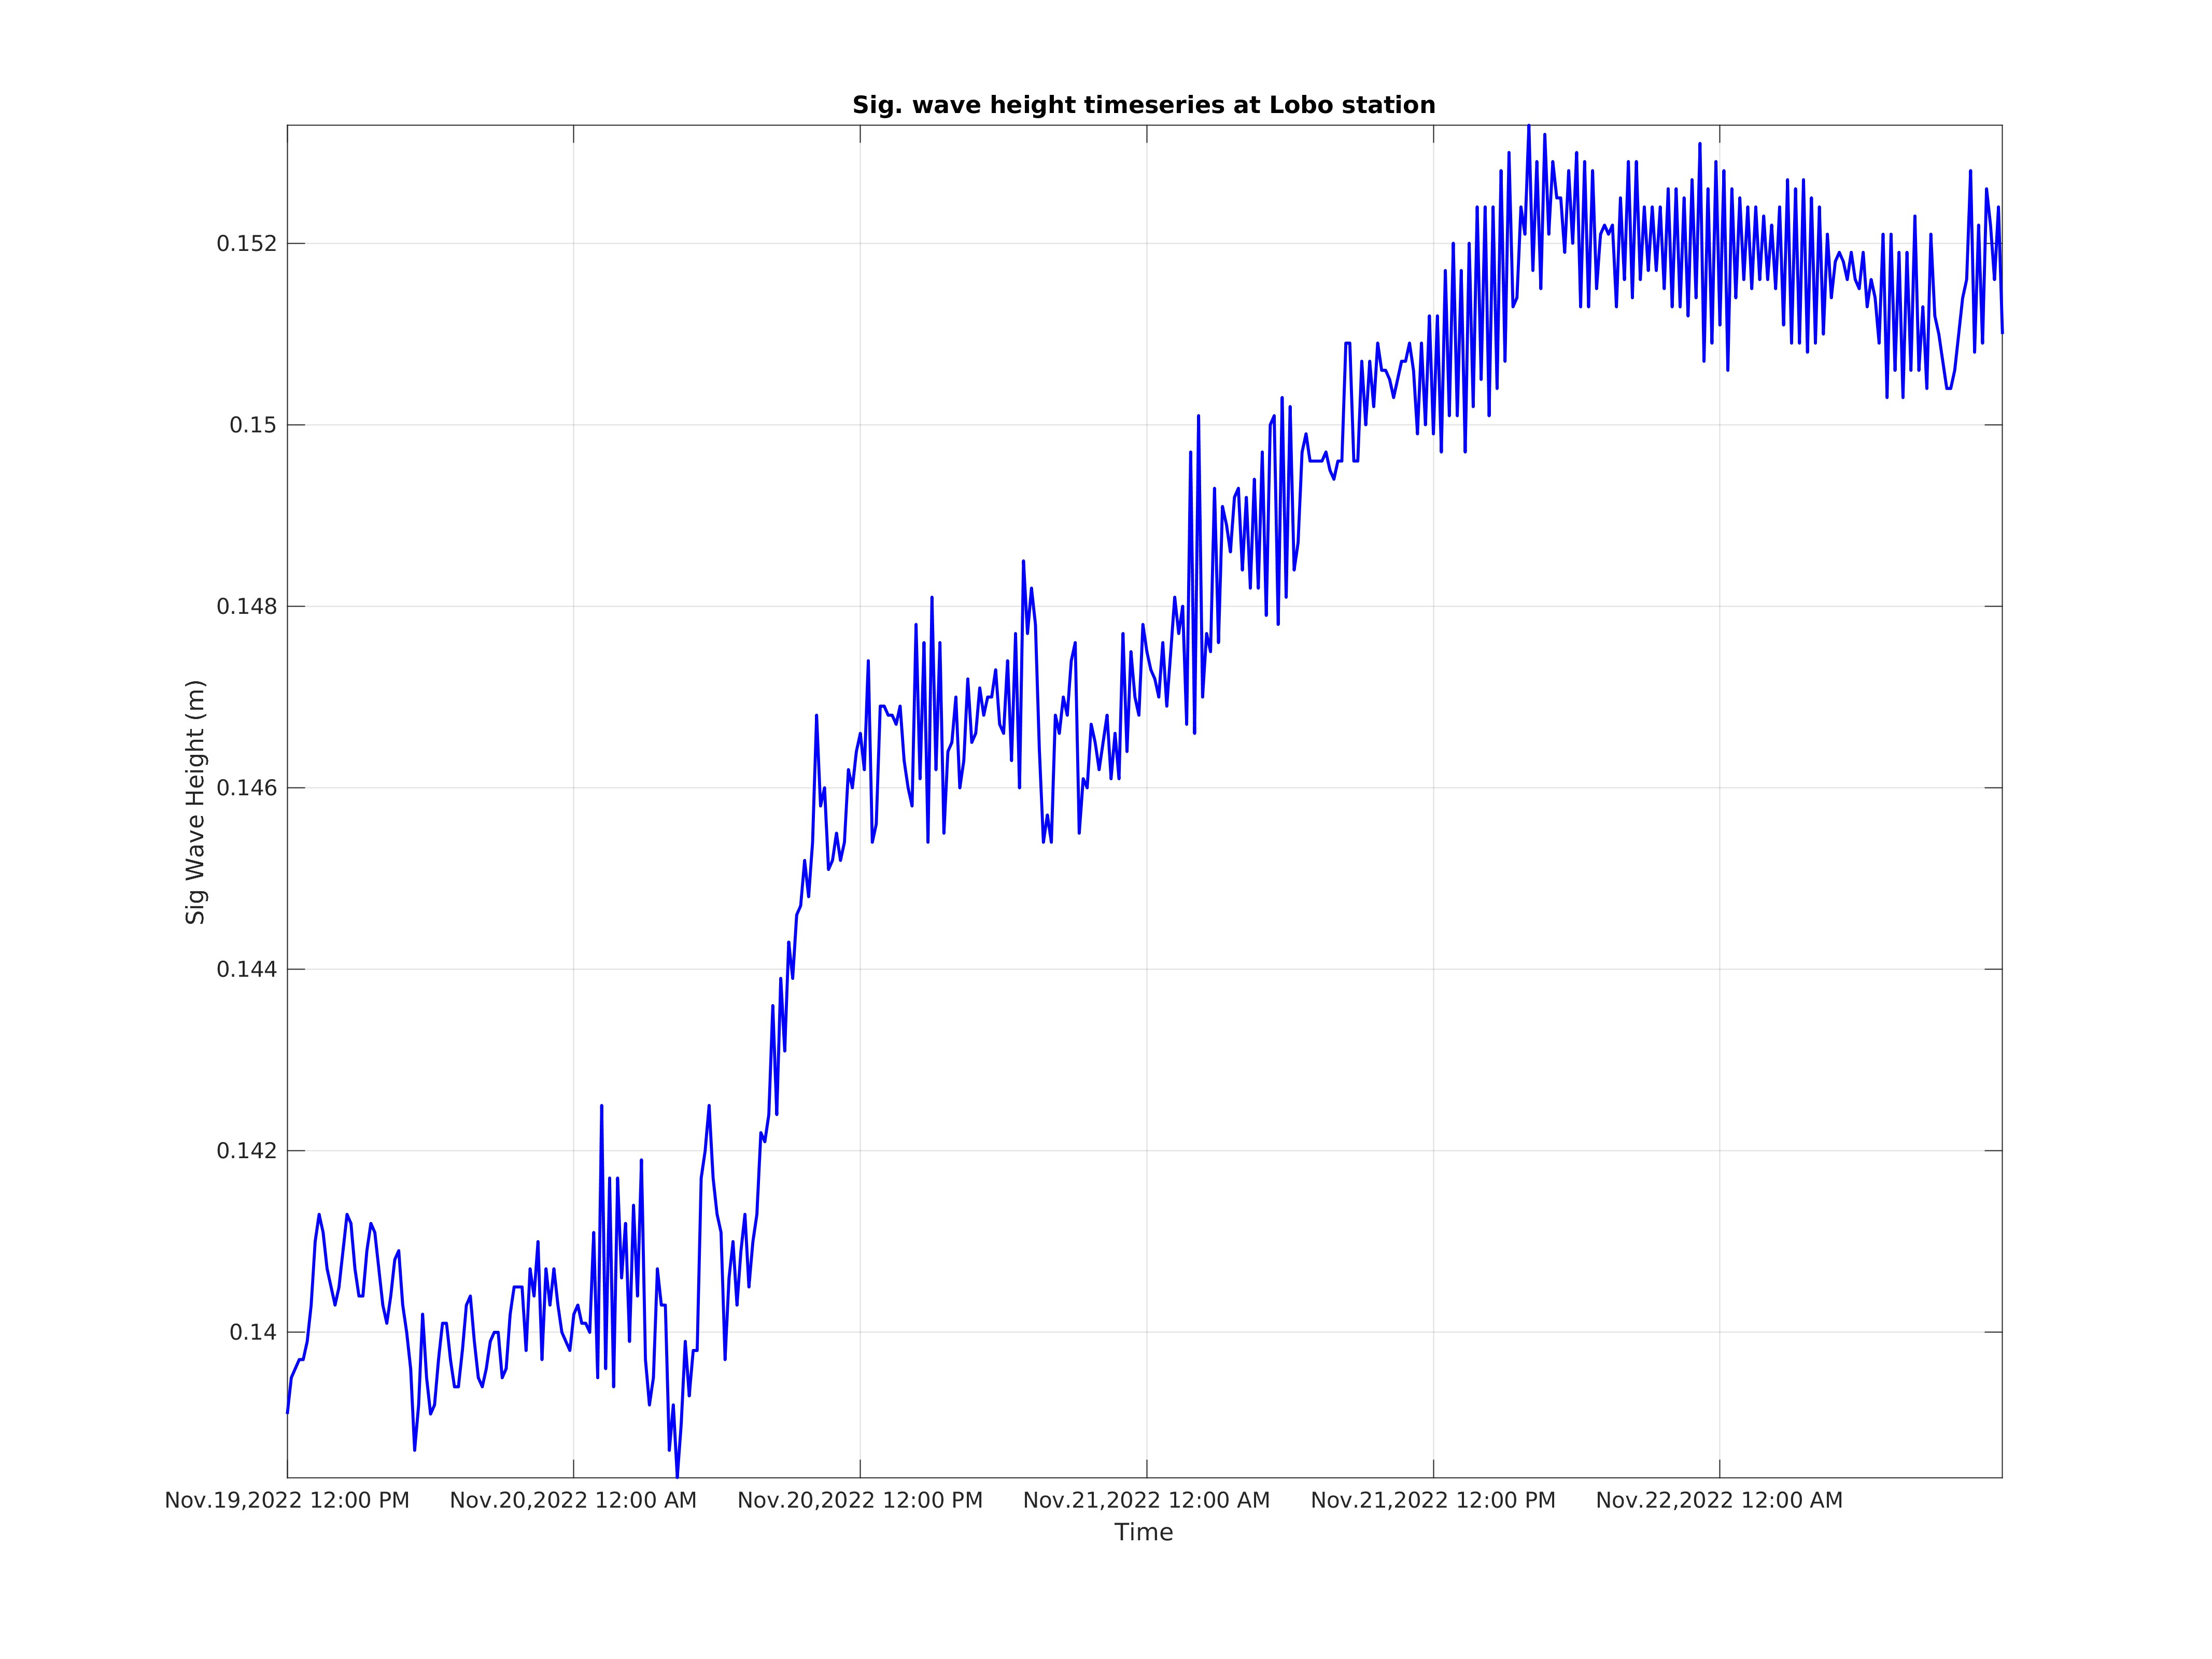 Sig. wave height timeseries at Lobo station
0.152
0.15
0.148
0.146
0.144
0.142
0.14
Sig Wave Height (m)
Nov.19,2022 12:00 PM Nov.20,2022 12:00 AM Nov.20,2022 12:00 PM Nov.21,2022 12:00 AM Nov.21,2022 12:00 PM Nov.22,2022 12:00 AM
Time